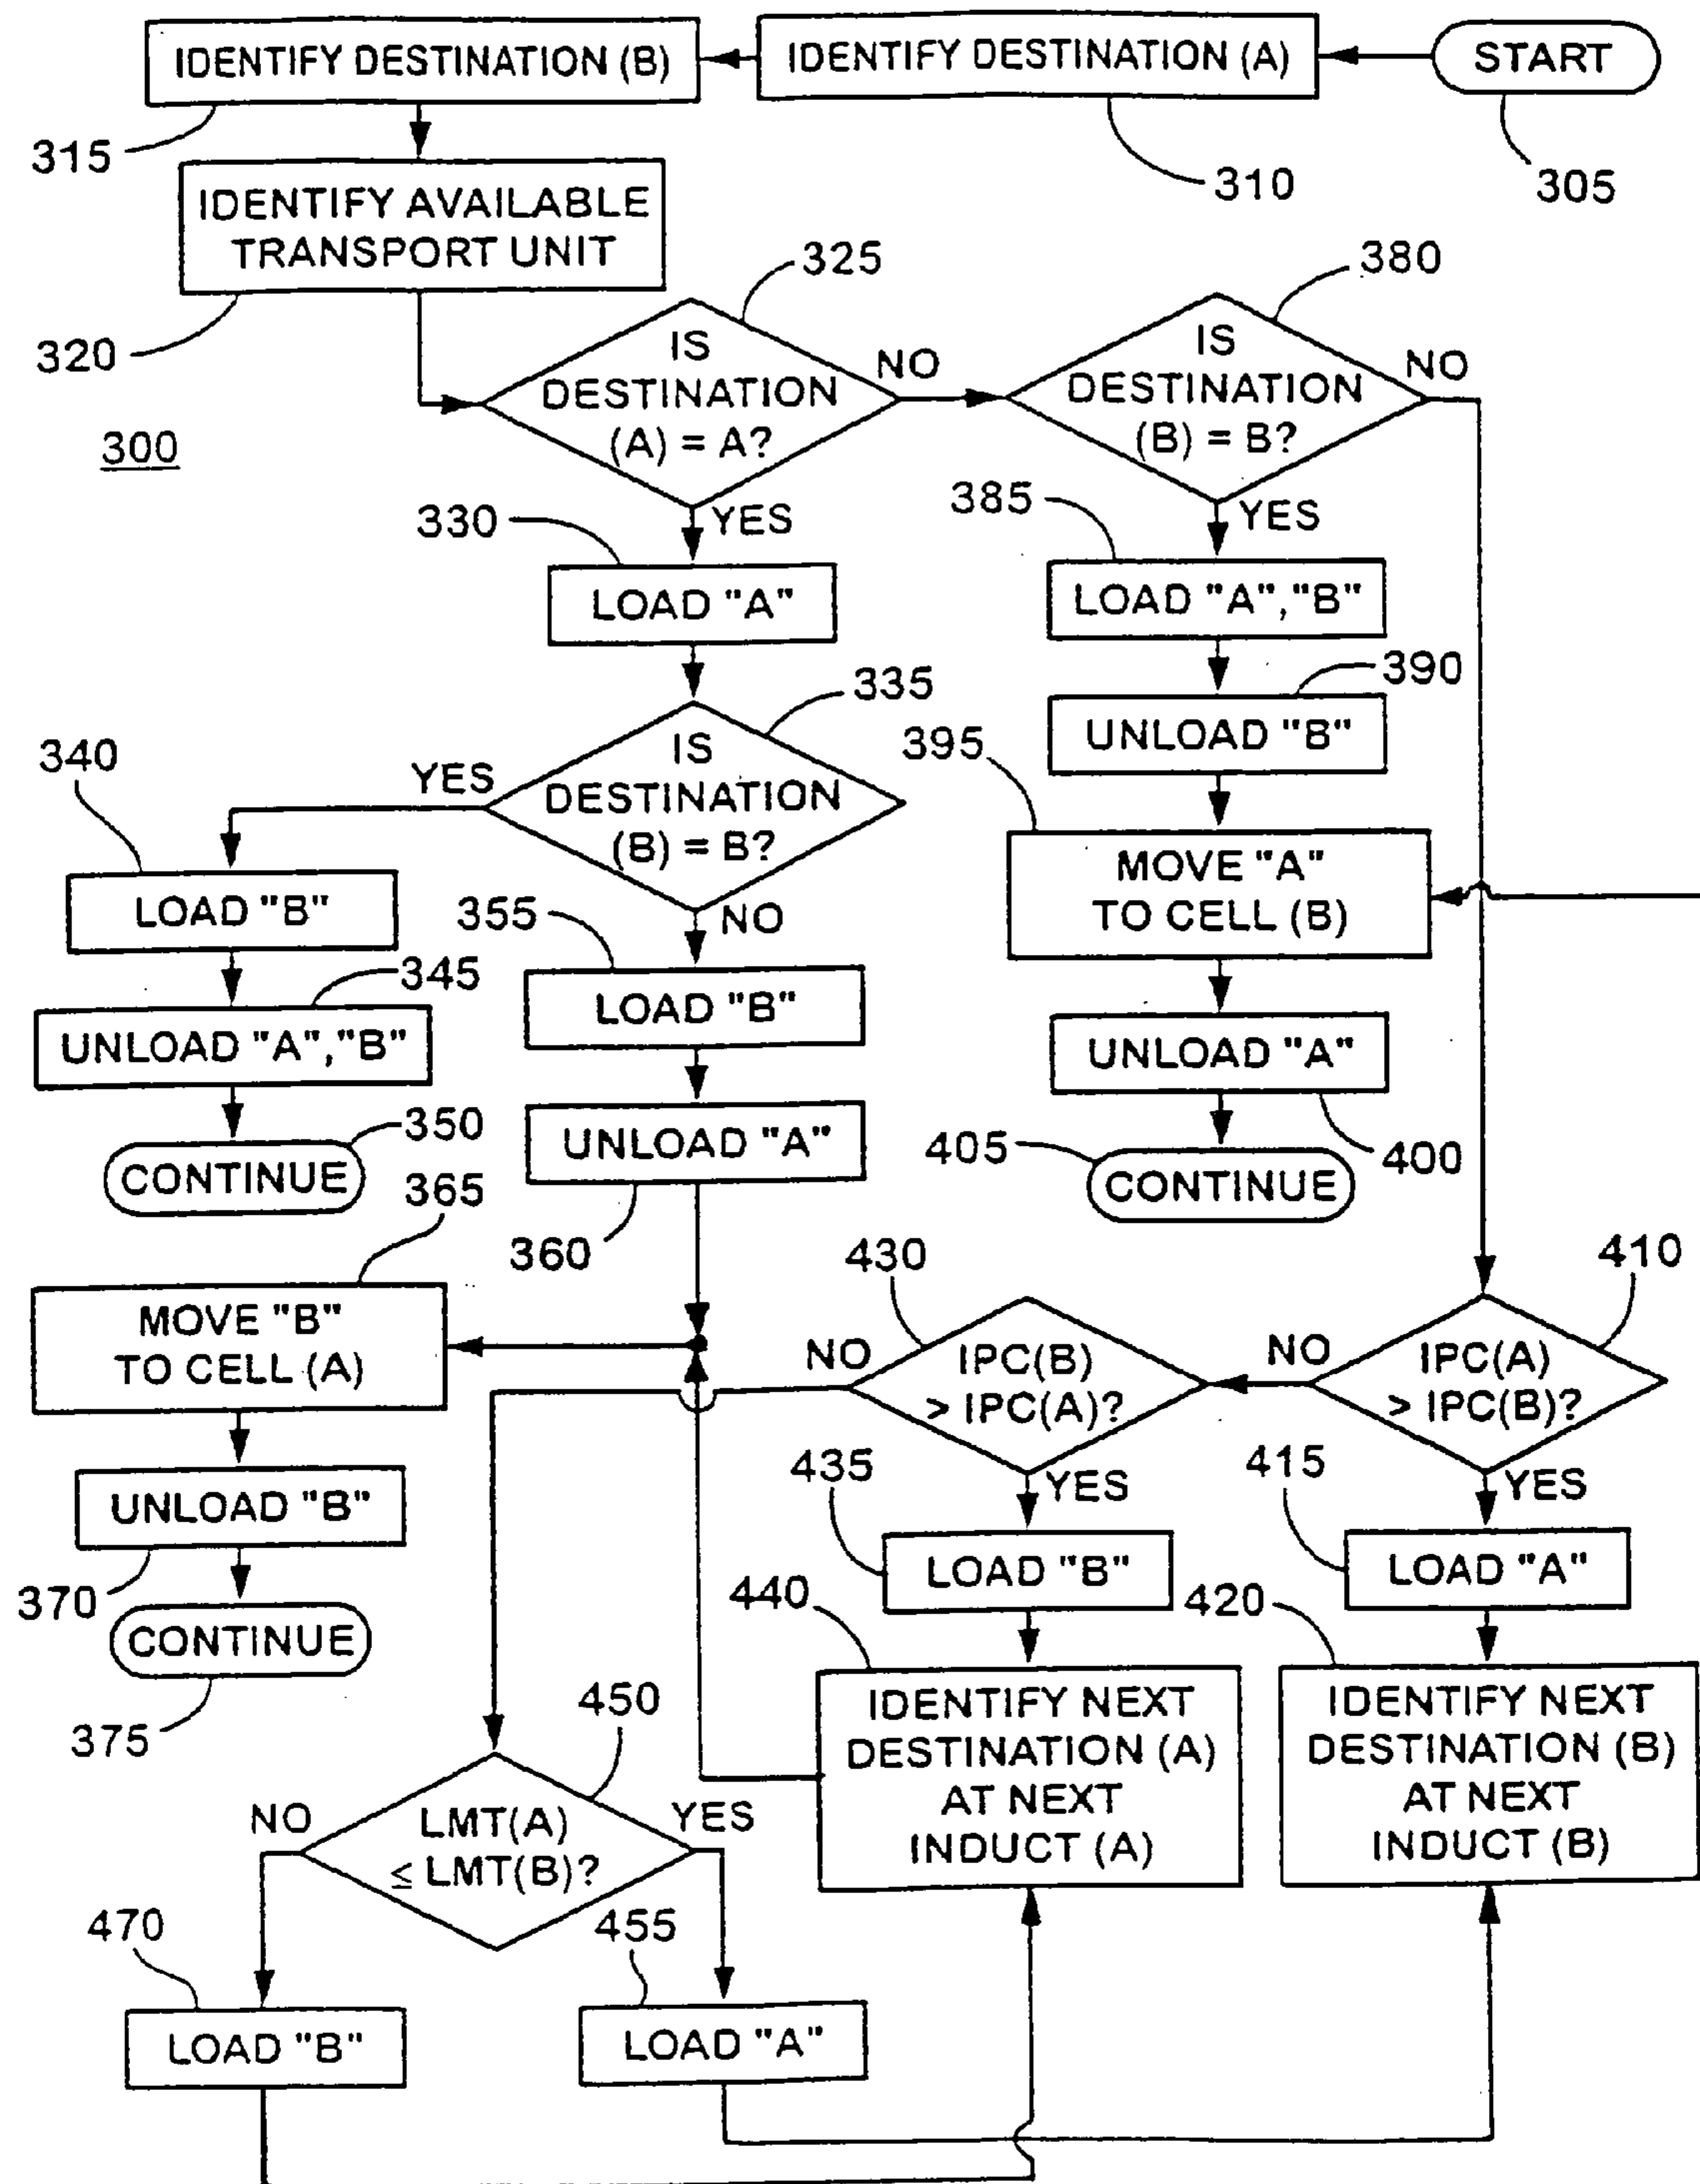 IDENTIFY DESTINATION (B)
IDENTIFY DESTINATION (A)
START
315
310
305
IDENTIFY AVAILABLE
TRANSPORT UNIT
320
325
380
IS
DESTINATION
(A) = A?
NO
IS
DESTINATION
(B) = B?
NO
300
330
YES
385
YES
LOAD "A"
LOAD "A","B"
335
390
UNLOAD "B"
340
YES
IS
DESTINATION
(B) = B?
395
MOVE "A"
TO CELL (B)
LOAD "B"
355
NO
345
LOAD "B"
UNLOAD "A","B"
UNLOAD "A"
350
CONTINUE
UNLOAD "A"
405
CONTINUE
400
365
360
430
410
MOVE "B"
TO CELL (A)
NO
IPC(B)
> IPC(A)?
NO
IPC(A)
> IPC(B)?
435
YES
415
YES
UNLOAD "B"
LOAD "B"
LOAD "A"
370
440
420
CONTINUE
375
450
IDENTIFY NEXT
DESTINATION (A)
AT NEXT
INDUCT (A)
IDENTIFY NEXT
DESTINATION (B)
AT NEXT
INDUCT (B)
NO
LMT(A)
≤ LMT(B)?
YES
470
455
LOAD "B"
LOAD "A"